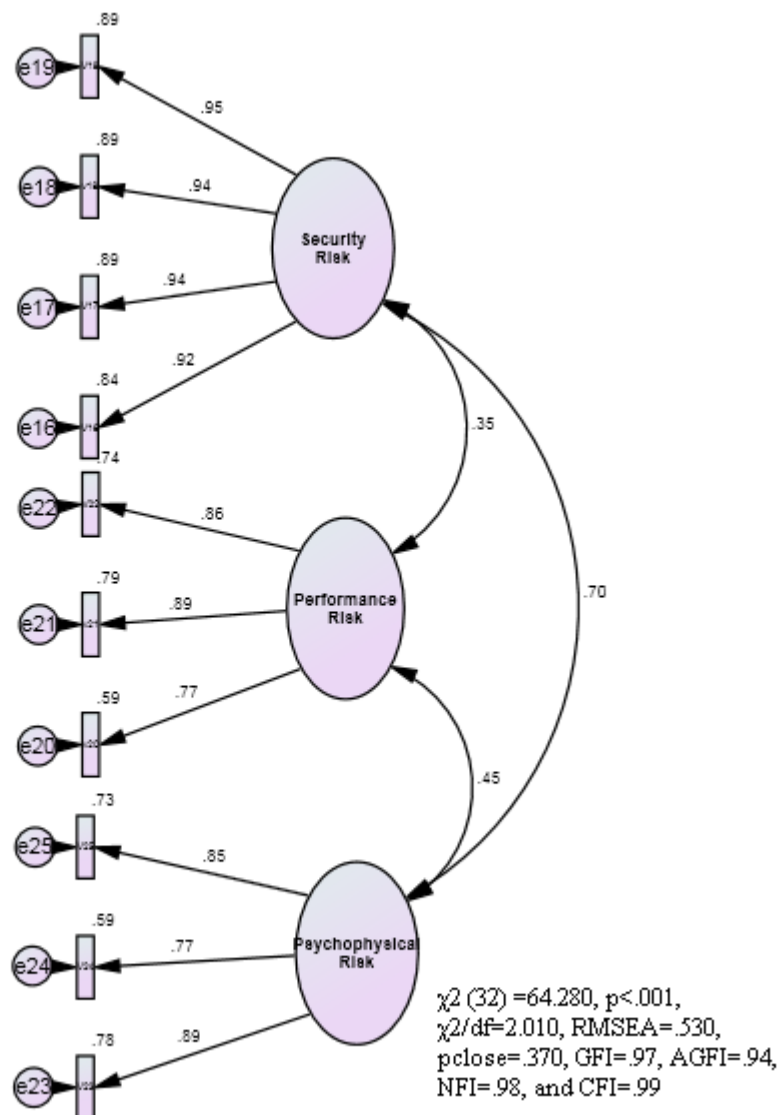 .89
e19
.95
.89
e18
.94
Security
Risk
.89
e17
.94
.92
.84
e16
.35
.74
e22
.86
.79
Performance
Risk
.70
e21
.89
.59
.77
e20
.45
.73
e25
.85
.59
Psychophysical
Risk
e24
.77
.78
.89
e23
χ2 (32) =64.280, p<.001,
χ2/df=2.010, RMSEA=.530,
pclose=.370, GFI=.97, AGFI=.94,
NFI=.98, and CFI=.99